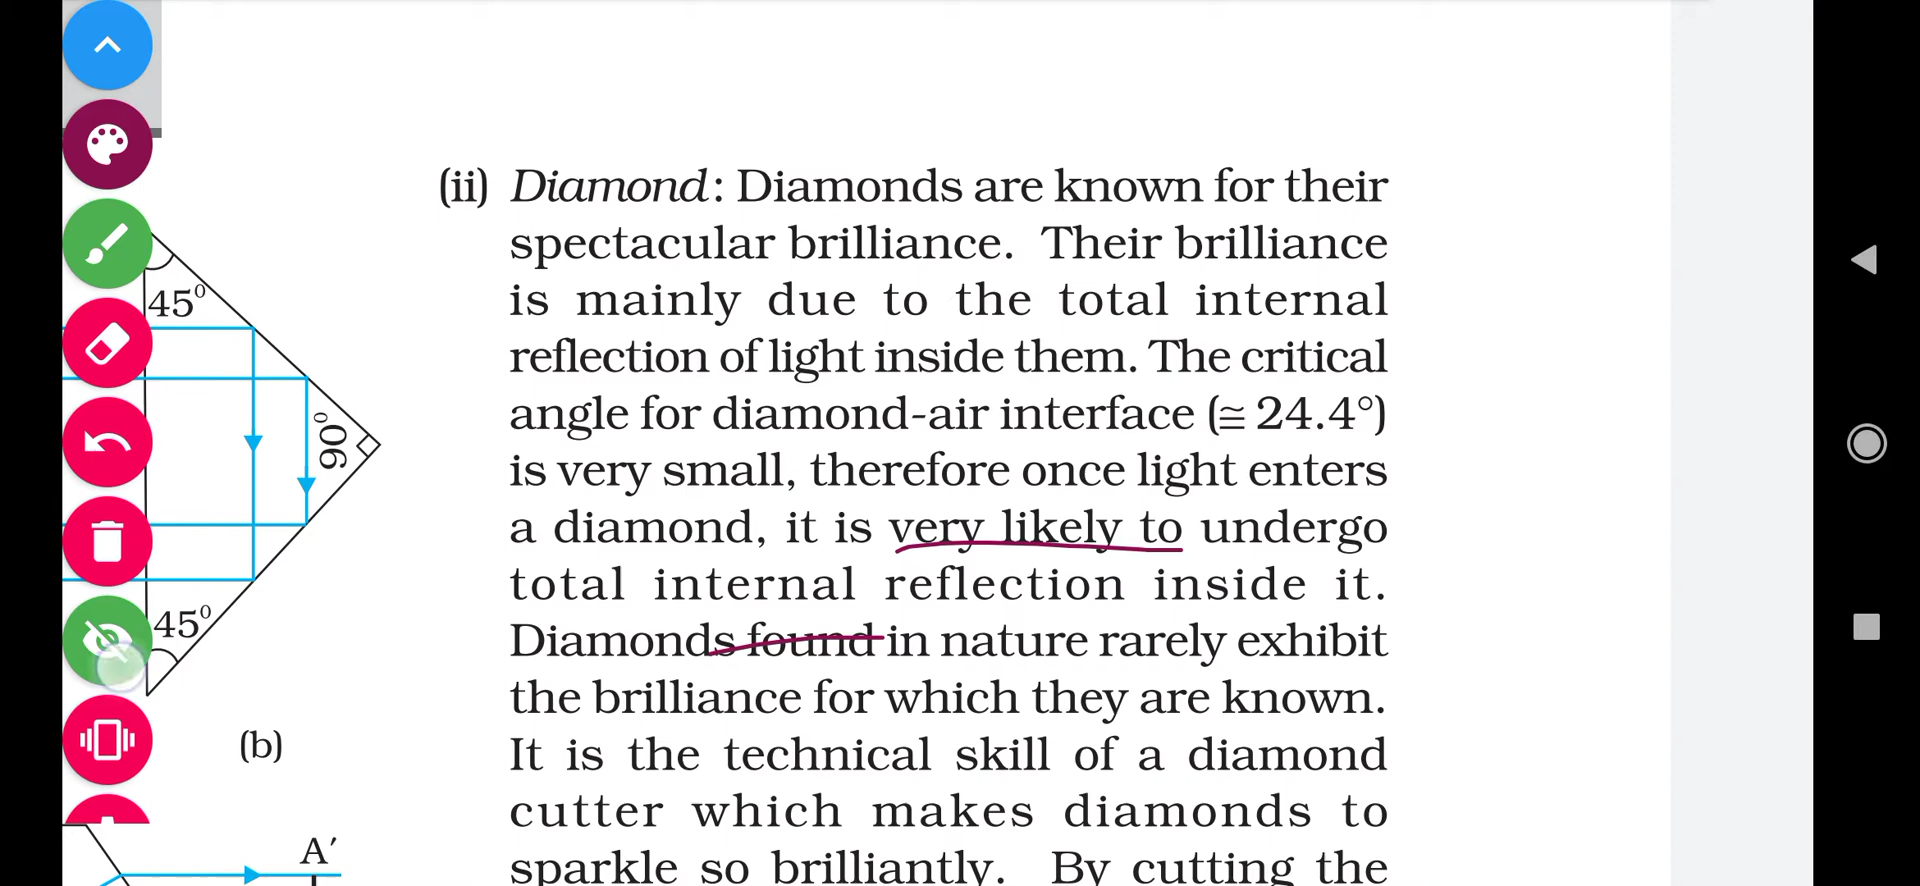 (ii) Diamond: Diamonds are known for their
spectacular brilliance. Their brilliance
is mainly due to the total internal
reflection of light inside them. The critical
angle for diamond-air interface (≅ 24.4°)
is very small, therefore once light enters
a diamond, it is very likely to undergo
total internal reflection inside it.
Diamonds found in nature rarely exhibit
the brilliance for which they are known.
It is the technical skill of a diamond
cutter which makes diamonds to
sparkle so brilliantly. By cutting the
45⁰
90⁰
45⁰
(b)
A′